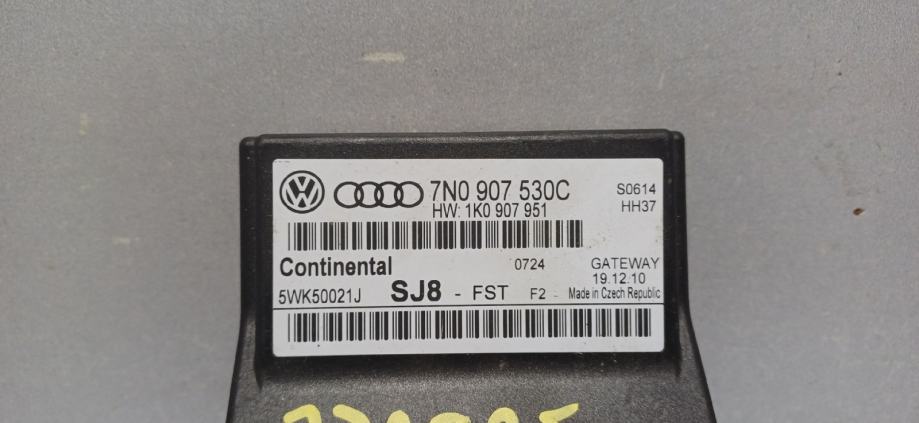 7N0 907 530C S0614
HW: 1K0 907 951 HH37
Continental 0724 GATEWAY
19.12.10
5WK50021J SJ8 - FST F2 - Made in Czech Republic